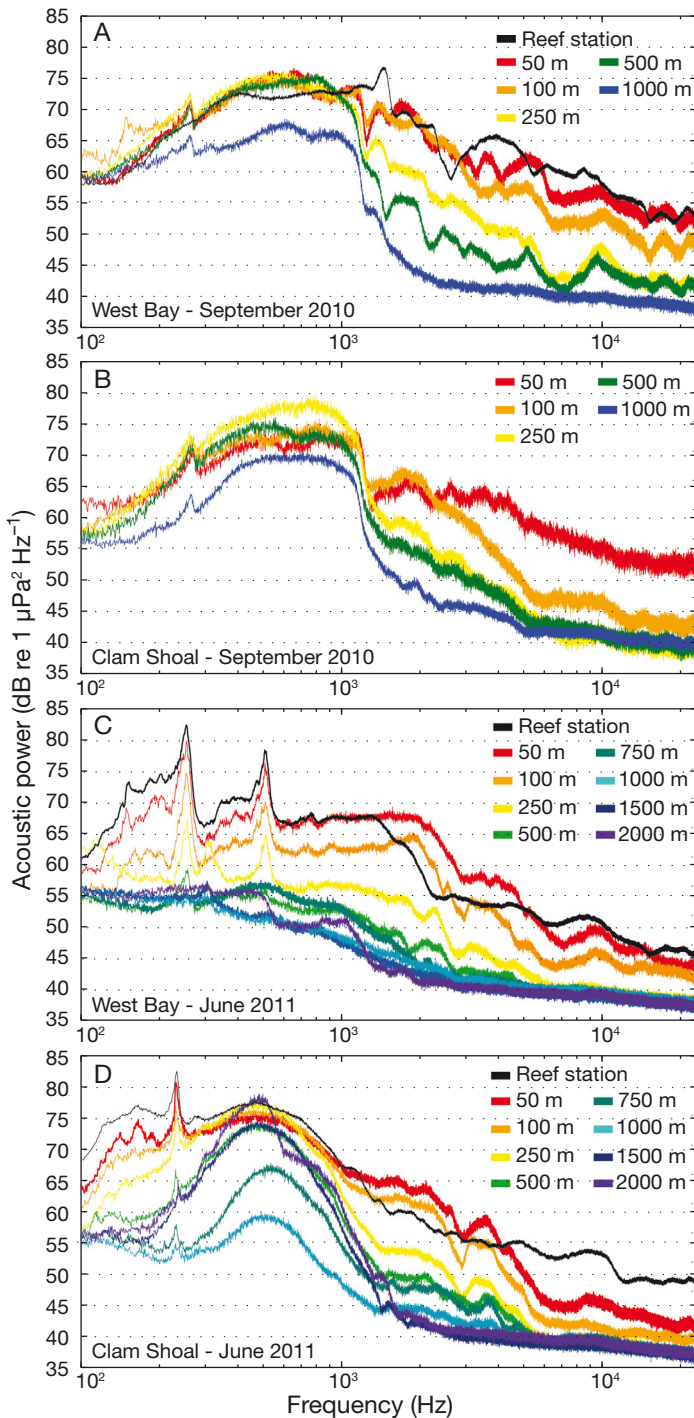 A
Reef station
50 m 500 m
100 m 1000 m
250 m
85
80
75
70
65
60
55
50
45
40
35
West Bay - September 2010
10² 10³ 10⁴
B
50 m 500 m
100 m 1000 m
250 m
85
80
75
70
65
60
55
50
45
40
35
Clam Shoal - September 2010
10² 10³ 10⁴
Acoustic power (dB re 1 µPa² Hz⁻¹)
C
Reef station
50 m 750 m
100 m 1000 m
250 m 1500 m
500 m 2000 m
85
80
75
70
65
60
55
50
45
40
35
West Bay - June 2011
10² 10³ 10⁴
D
Reef station
50 m 750 m
100 m 1000 m
250 m 1500 m
500 m 2000 m
85
80
75
70
65
60
55
50
45
40
35
Clam Shoal - June 2011
10² 10³ 10⁴
Frequency (Hz)